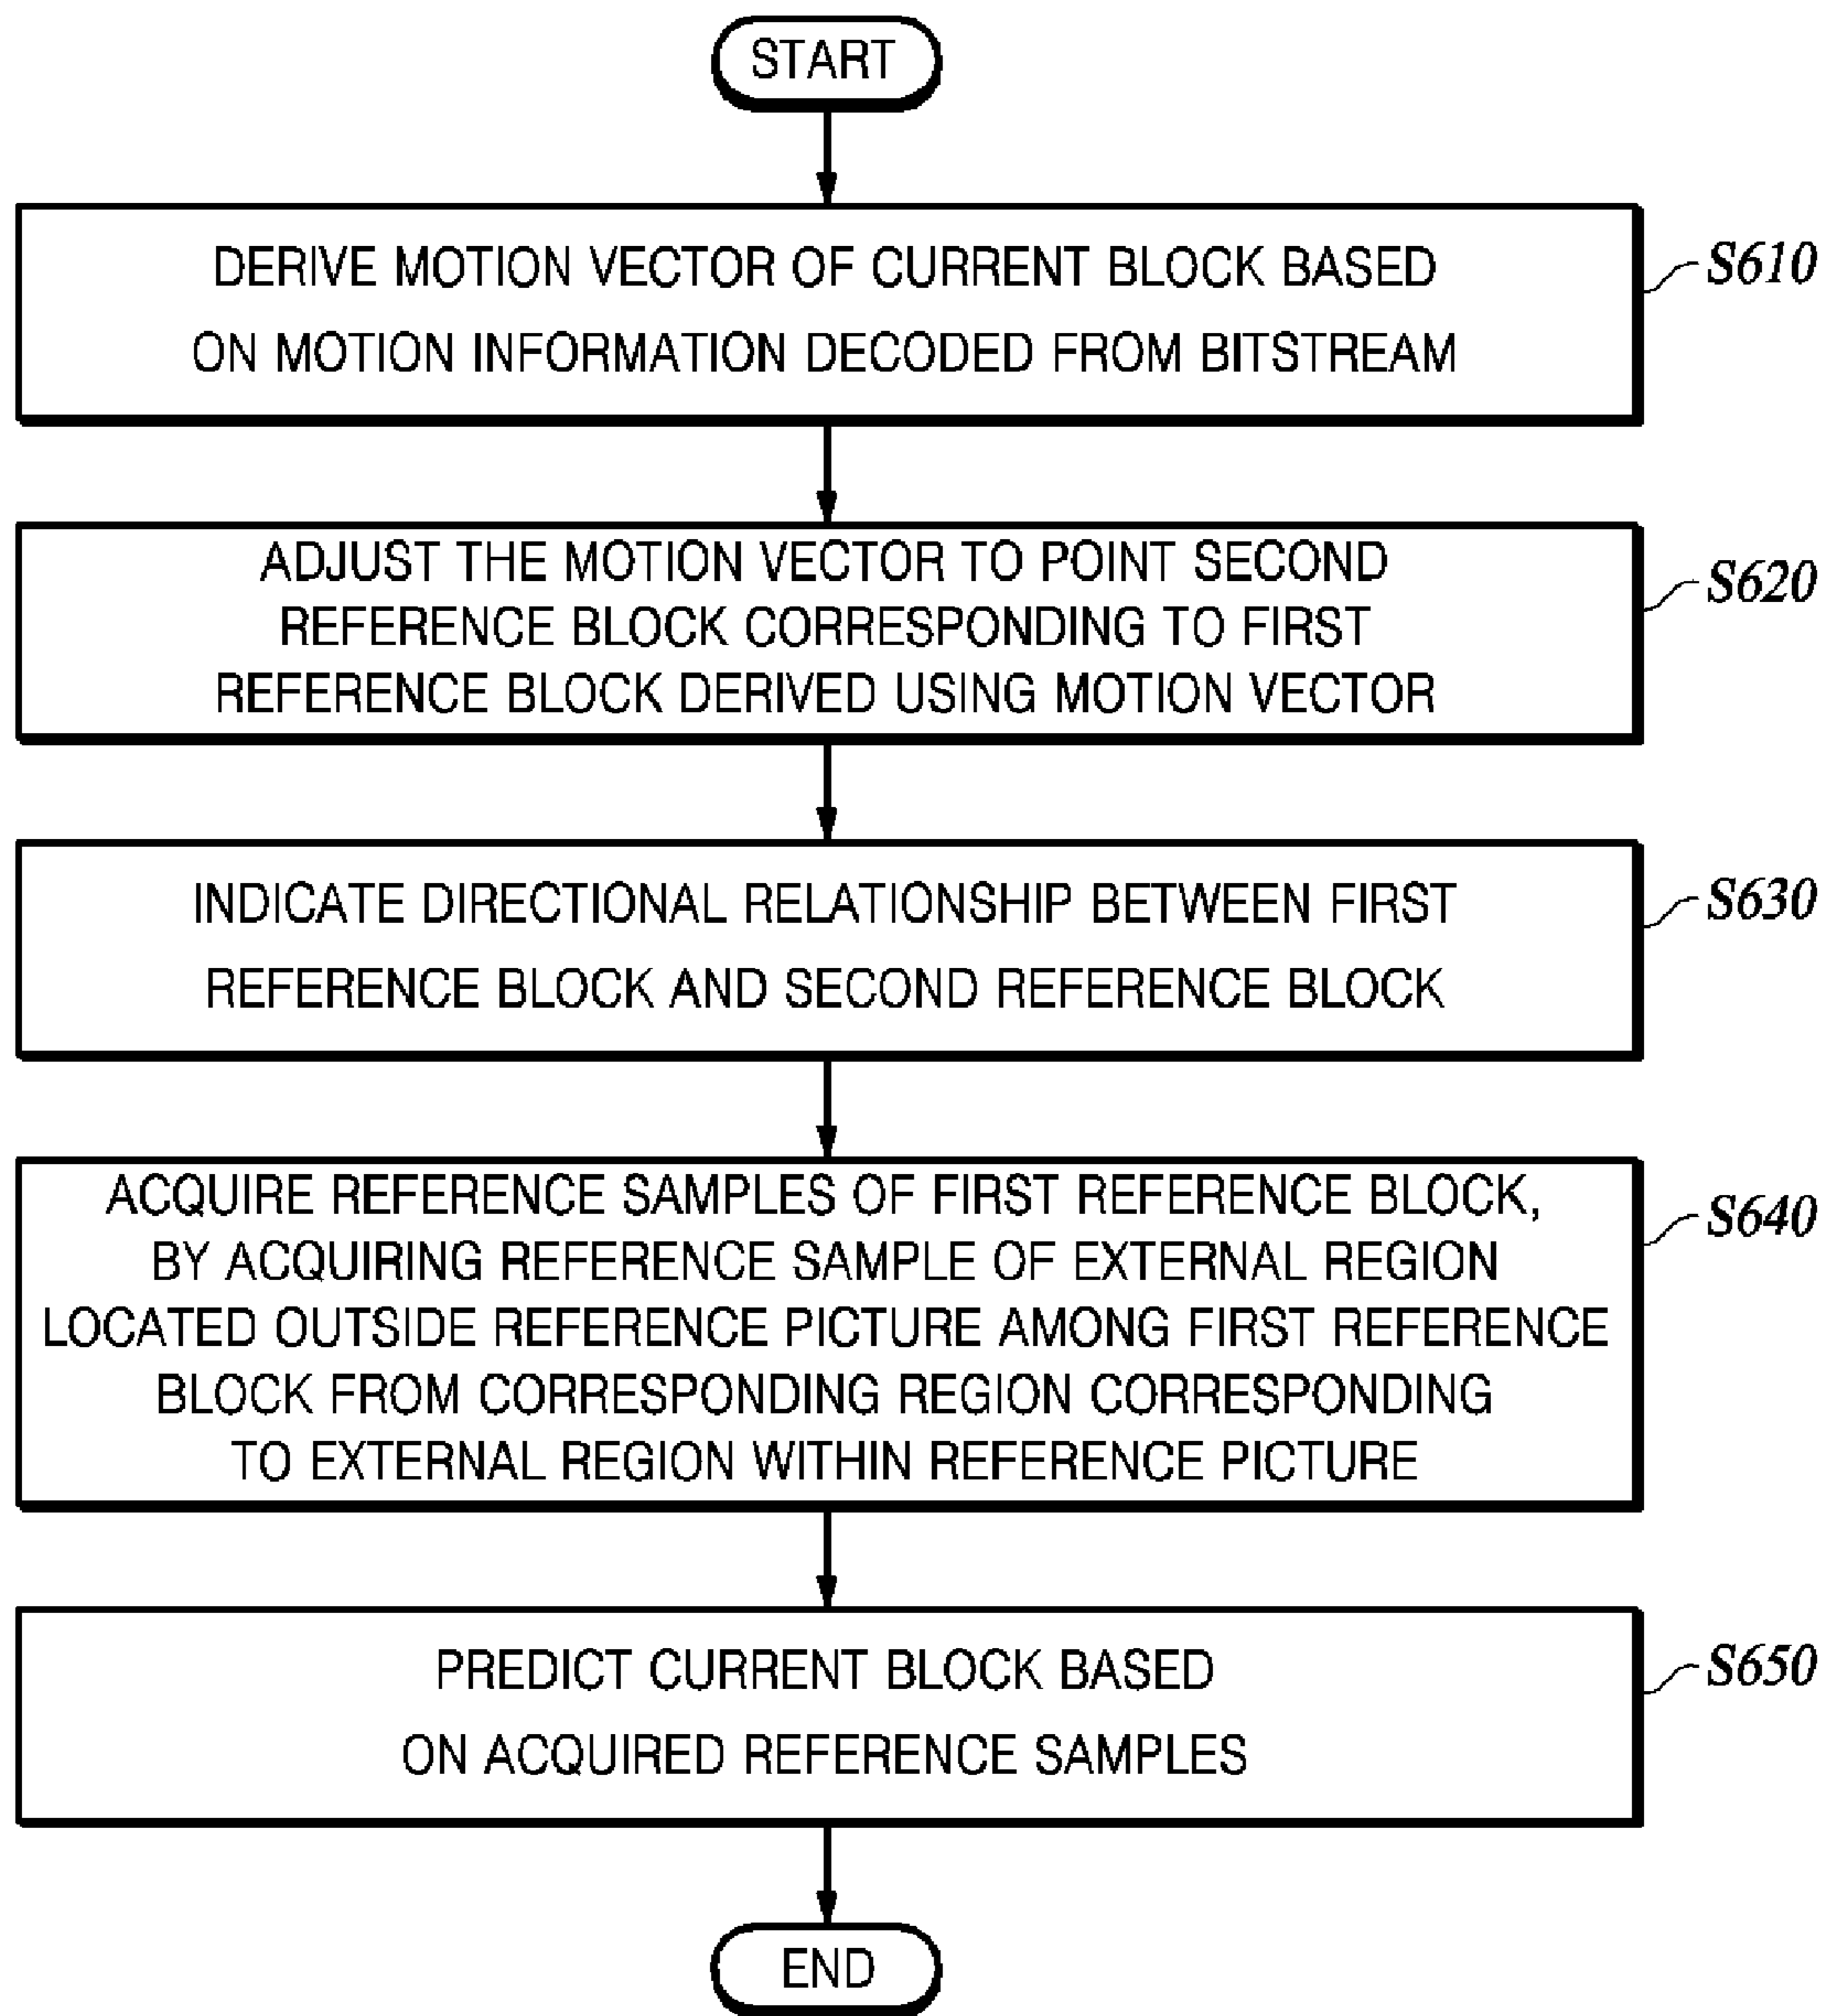 START
DERIVE MOTION VECTOR OF CURRENT BLOCK BASED
ON MOTION INFORMATION DECODED FROM BITSTREAM
S610
ADJUST THE MOTION VECTOR TO POINT SECOND
REFERENCE BLOCK CORRESPONDING TO FIRST
REFERENCE BLOCK DERIVED USING MOTION VECTOR
S620
INDICATE DIRECTIONAL RELATIONSHIP BETWEEN FIRST
REFERENCE BLOCK AND SECOND REFERENCE BLOCK
S630
ACQUIRE REFERENCE SAMPLES OF FIRST REFERENCE BLOCK,
BY ACQUIRING REFERENCE SAMPLE OF EXTERNAL REGION
LOCATED OUTSIDE REFERENCE PICTURE AMONG FIRST REFERENCE
BLOCK FROM CORRESPONDING REGION CORRESPONDING
TO EXTERNAL REGION WITHIN REFERENCE PICTURE
S640
PREDICT CURRENT BLOCK BASED
ON ACQUIRED REFERENCE SAMPLES
S650
END